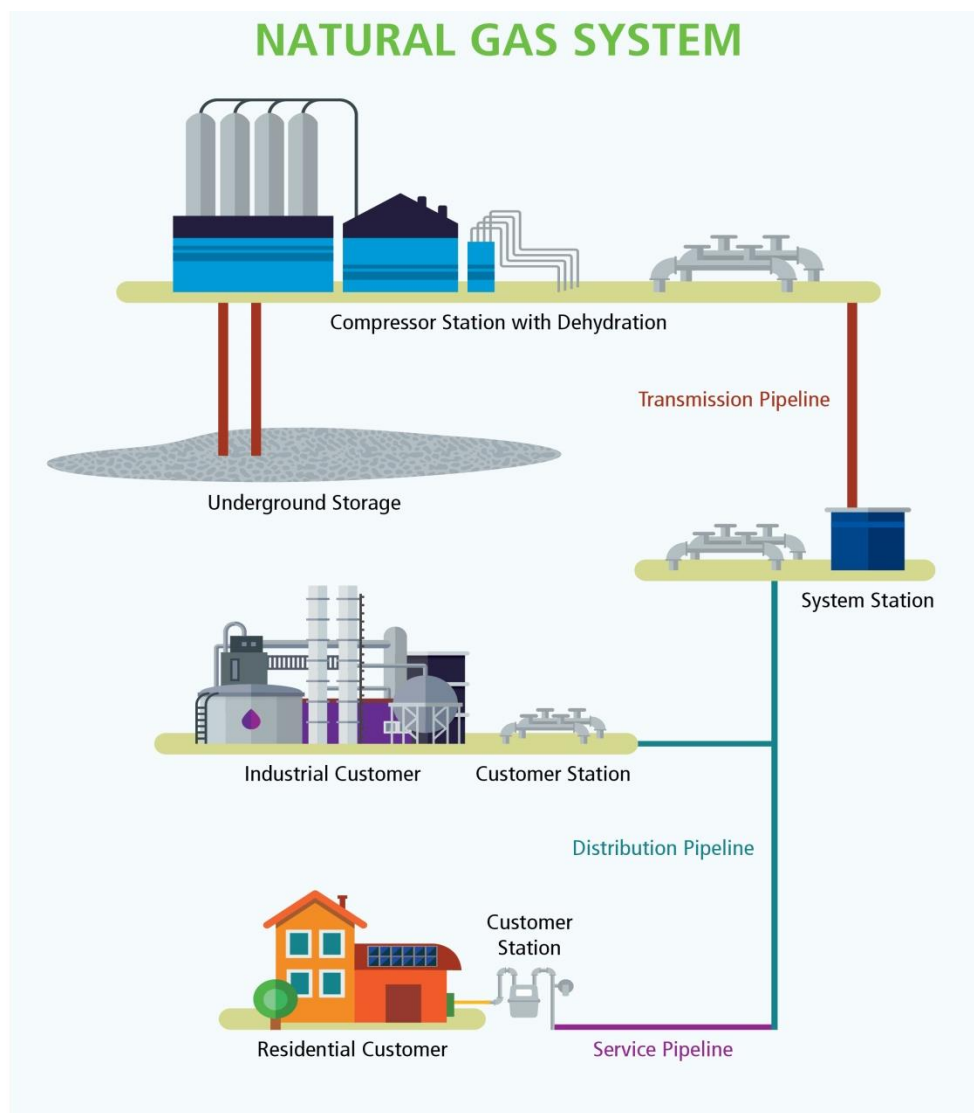 NATURAL GAS SYSTEM
Compressor Station with Dehydration
Transmission Pipeline
Underground Storage
System Station
Industrial Customer
Customer Station
Distribution Pipeline
Customer
Station
Residential Customer
Service Pipeline